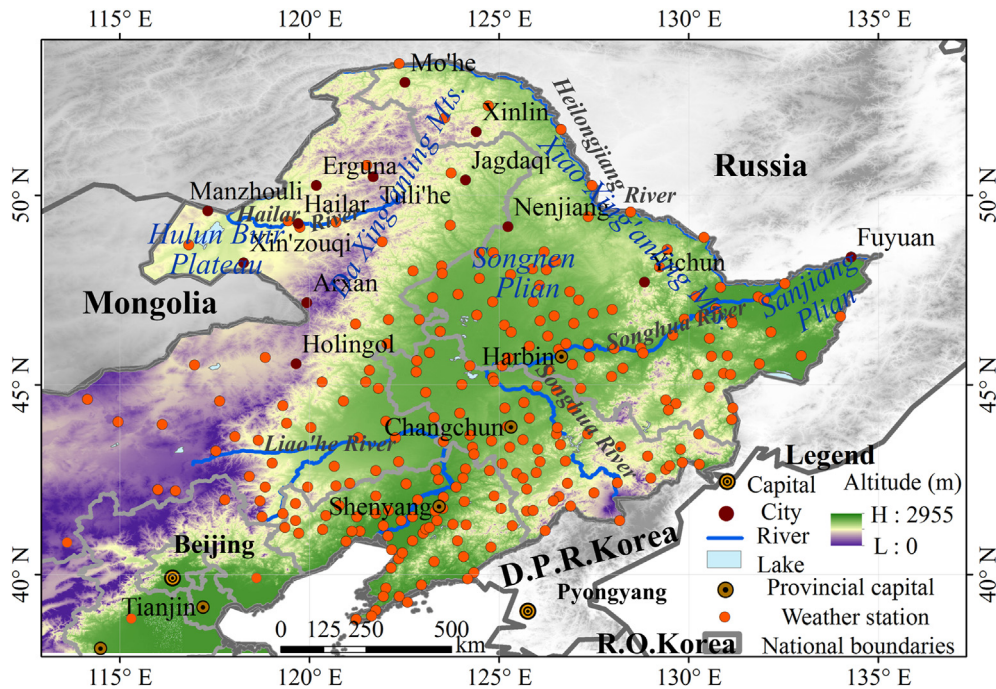 115° E 120° E 125° E 130° E 135° E
Mo'he
Xinlin
Heilongjiang
River
Russia
Da Xing'anling Mts.
Xiao Xing'anling Mts.
Erguna
Jagdaqi
50° N
50° N
Manzhouli
Hailar
Tuli'he
Nenjiang
Hailar River
Hulun Buir
Plateau
Xin'zouqi
Songnen
Plian
Yichun
Fuyuan
Sanjiang
Plian
Mongolia
Arxan
Songhua River
Holingol
Harbin
45° N
45° N
Songhua River
Changchun
Liao'he River
Legend
Capital
City
River
Lake
Provincial capital
Weather station
National boundaries
Altitude (m)
H : 2955
L : 0
Shenyang
Beijing
D.P.R.Korea
40° N
40° N
Tianjin
Pyongyang
0 125 250 500
km
R.O.Korea
115° E 120° E 125° E 130° E 135° E